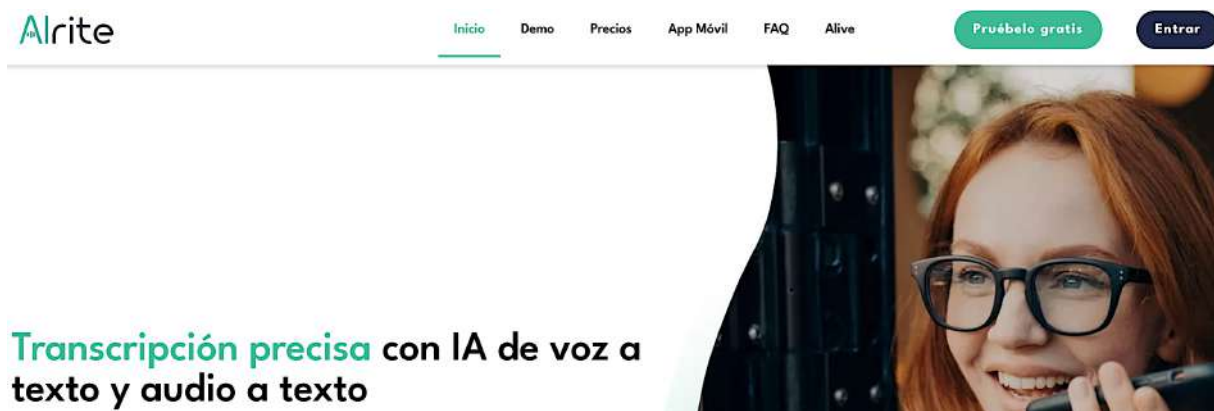 Alrite
Inicio Demo Precios App Móvil FAQ Alive Pruébelo gratis Entrar
Transcripción precisa con IA de voz a
texto y audio a texto